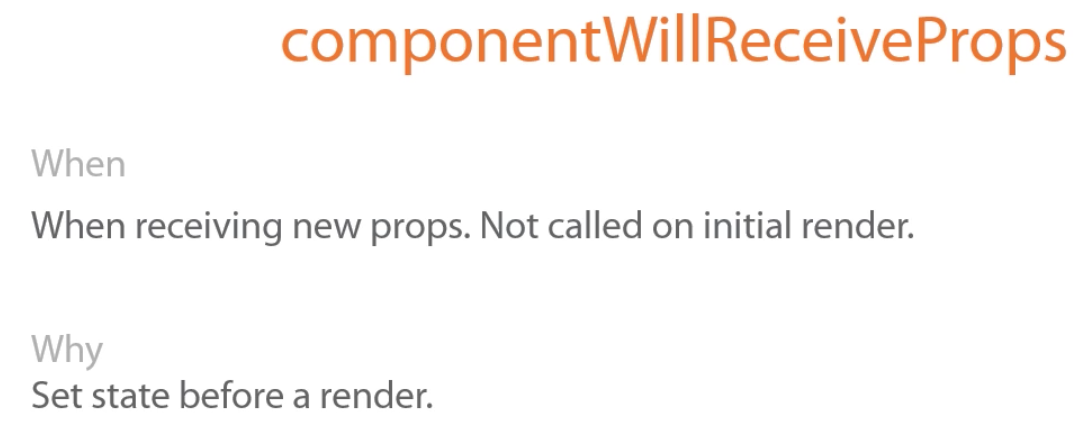 componentWillReceiveProps
When
When receiving new props. Not called on initial render.
Why
Set state before a render.